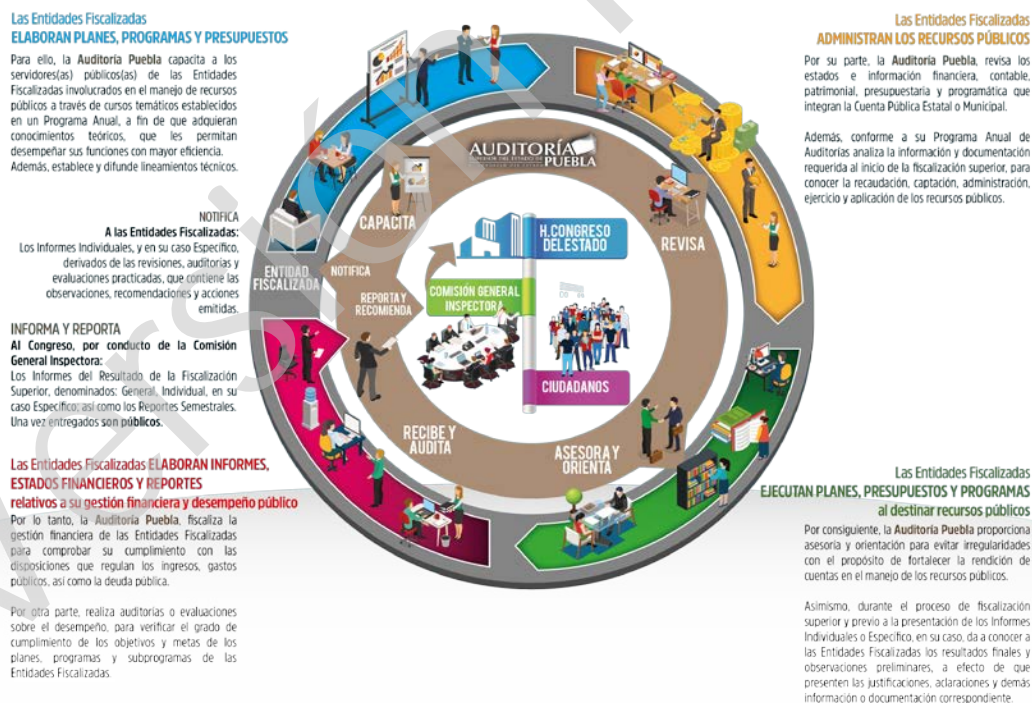 Las Entidades Fiscalizadas
ELABORAN PLANES, PROGRAMAS Y PRESUPUESTOS
Para ello, la Auditoría Puebla capacita a los
servidores(as) públicos(as) de las Entidades
Fiscalizadas involucrados en el manejo de recursos
públicos a través de cursos temáticos establecidos
en un Programa Anual, a fin de que adquieran
conocimientos teóricos, que les permitan
desempeñar sus funciones con mayor eficiencia.
Además, establece y difunde lineamientos técnicos.
NOTIFICA
A las Entidades Fiscalizadas:
Los Informes Individuales, y en su caso Específico,
derivados de las revisiones, auditorías y
evaluaciones practicadas, que contiene las
observaciones, recomendaciones y acciones
emitidas.
INFORMA Y REPORTA
Al Congreso, por conducto de la Comisión
General Inspectora:
Los Informes del Resultado de la Fiscalización
Superior, denominados: General, Individual, en su
caso Específico; así como los Reportes Semestrales.
Una vez entregados son públicos.
Las Entidades Fiscalizadas ELABORAN INFORMES,
ESTADOS FINANCIEROS Y REPORTES
relativos a su gestión financiera y desempeño público
Por lo tanto, la Auditoría Puebla, fiscaliza la
gestión financiera de las Entidades Fiscalizadas
para comprobar su cumplimiento con las
disposiciones que regulan los ingresos, gastos
públicos, así como la deuda pública.
Por otra parte, realiza auditorías o evaluaciones
sobre el desempeño, para verificar el grado de
cumplimiento de los objetivos y metas de los
planes, programas y subprogramas de las
Entidades Fiscalizadas.
AUDITORÍA
SUPERIOR DEL ESTADO DE
PUEBLA
CAPACITA
REVISA
H. CONGRESO
DEL ESTADO
ENTIDAD
FISCALIZADA
NOTIFICA
REPORTA Y
RECOMIENDA
COMISIÓN GENERAL
INSPECTORA
CIUDADANOS
RECIBE Y
AUDITA
ASESORA Y
ORIENTA
Las Entidades Fiscalizadas
ADMINISTRAN LOS RECURSOS PÚBLICOS
Por su parte, la Auditoría Puebla, revisa los
estados e información financiera, contable,
patrimonial, presupuestaria y programática que
integran la Cuenta Pública Estatal o Municipal.
Además, conforme a su Programa Anual de
Auditorías analiza la información y documentación
requerida al inicio de la fiscalización superior, para
conocer la recaudación, captación, administración,
ejercicio y aplicación de los recursos públicos.
Las Entidades Fiscalizadas
EJECUTAN PLANES, PRESUPUESTOS Y PROGRAMAS
al destinar recursos públicos
Por consiguiente, la Auditoría Puebla proporciona
asesoría y orientación para evitar irregularidades
con el propósito de fortalecer la rendición de
cuentas en el manejo de los recursos públicos.
Asimismo, durante el proceso de fiscalización
superior y previo a la presentación de los Informes
Individuales o Específico, en su caso, da a conocer a
las Entidades Fiscalizadas los resultados finales y
observaciones preliminares, a efecto de que
presenten las justificaciones, aclaraciones y demás
información o documentación correspondiente.